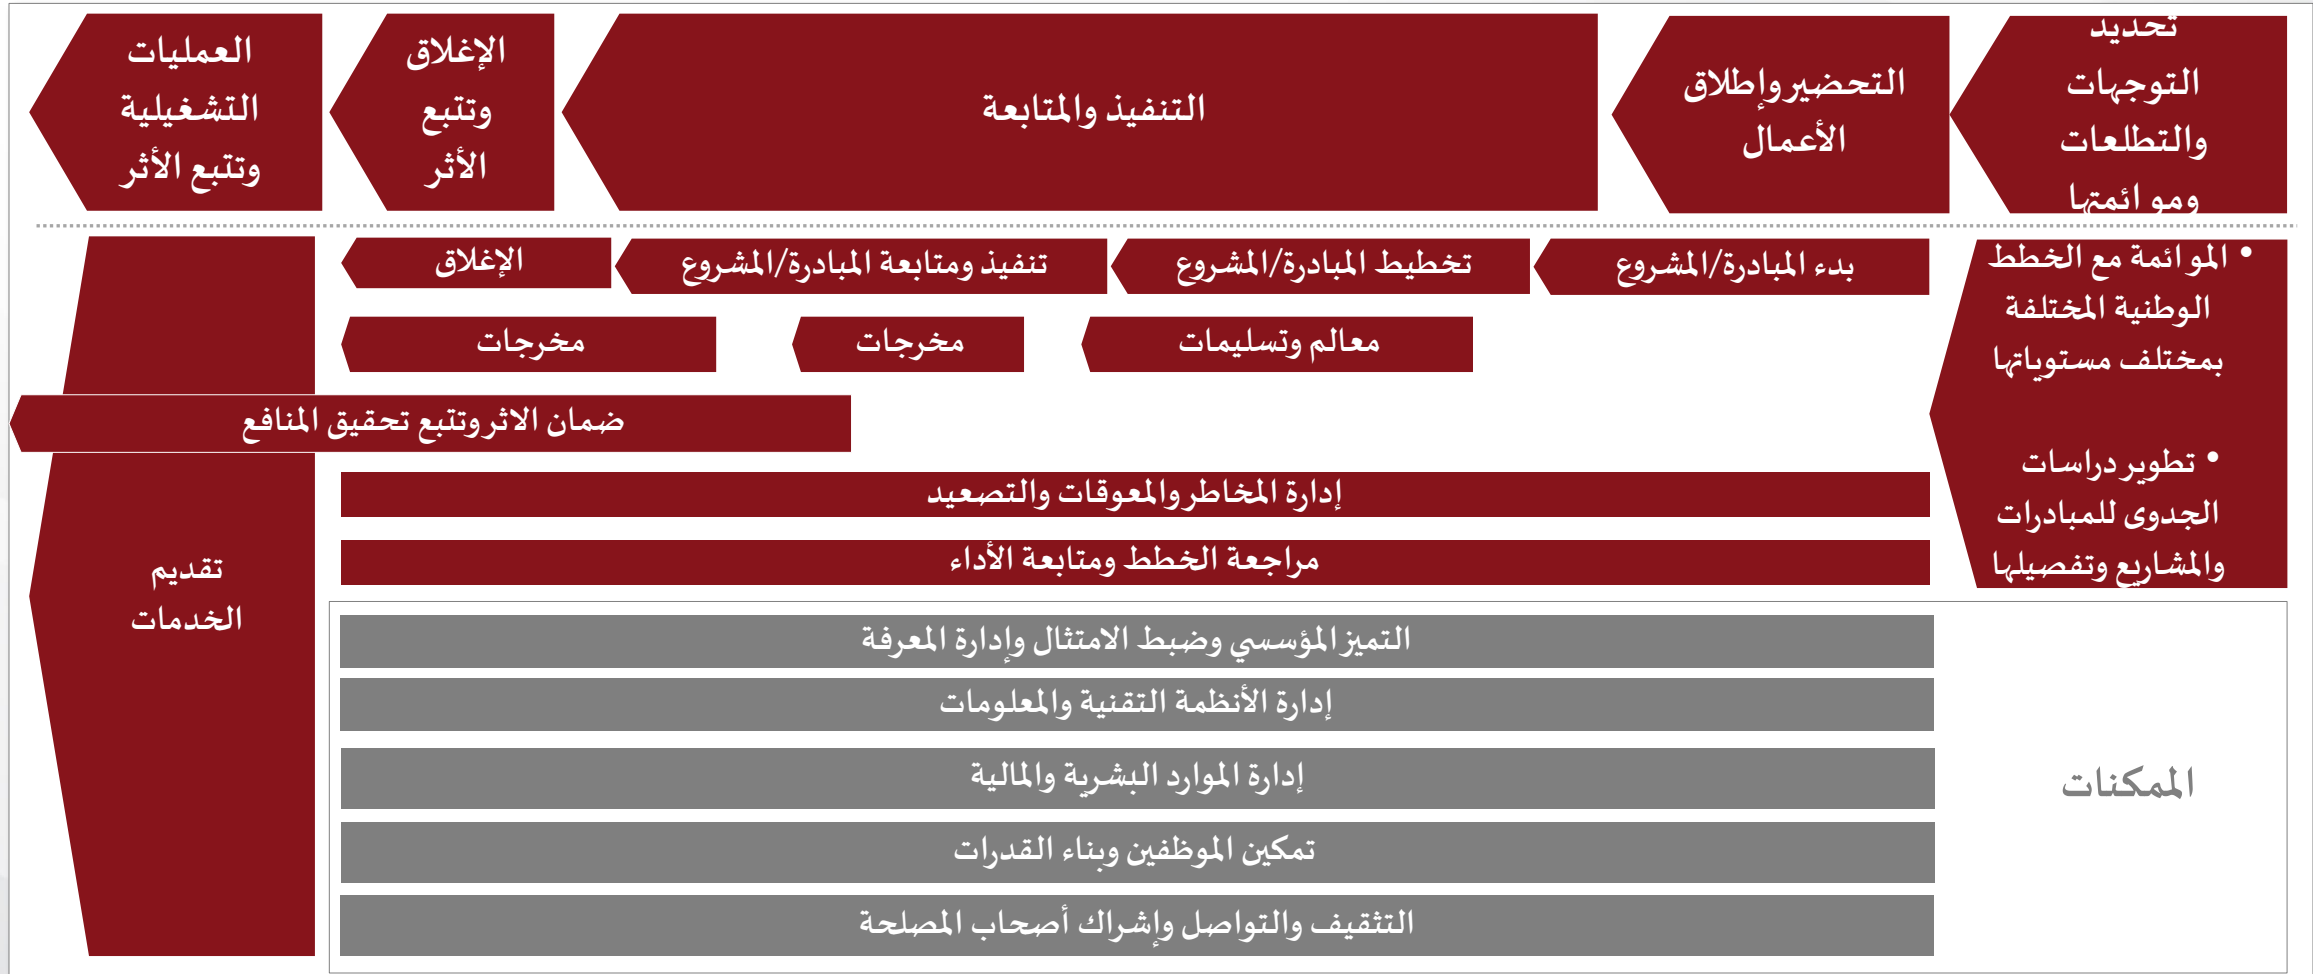 تحديد
التوجهات
والتطلعات
وموائمتها
التحضير وإطلاق
الأعمال
التنفيذ والمتابعة
الإغلاق
وتتبع
الأثر
العمليات
التشغيلية
وتتبع الأثر
• الموائمة مع الخطط
الوطنية المختلفة
بمختلف مستوياتها
• تطوير دراسات
الجدوى للمبادرات
والمشاريع وتفصيلها
بدء المبادرة/المشروع
تخطيط المبادرة/المشروع
تنفيذ ومتابعة المبادرة/المشروع
الإغلاق
معالم وتسليمات
مخرجات
مخرجات
ضمان الاثر وتتبع تحقيق المنافع
إدارة المخاطر والمعوقات والتصعيد
مراجعة الخطط ومتابعة الأداء
تقديم
الخدمات
الممكنات
التميز المؤسسي وضبط الامتثال وإدارة المعرفة
إدارة الأنظمة التقنية والمعلومات
إدارة الموارد البشرية والمالية
تمكين الموظفين وبناء القدرات
التثقيف والتواصل وإشراك أصحاب المصلحة